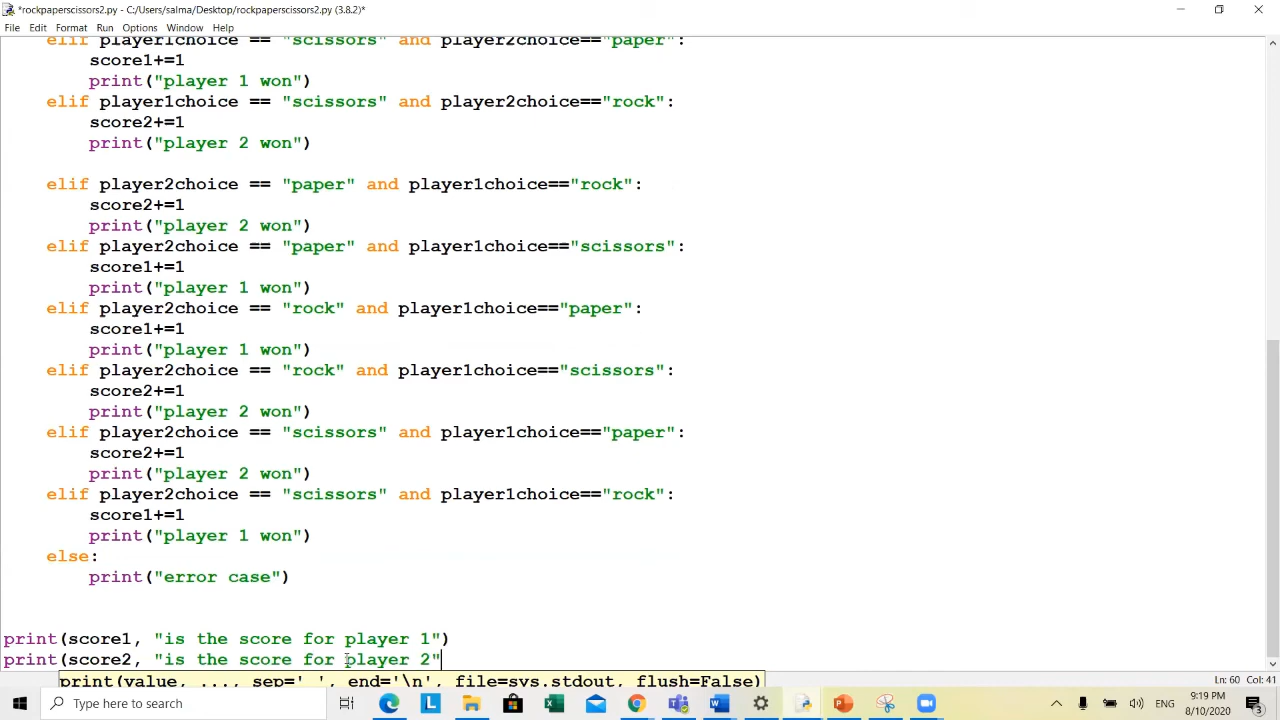 *rockpaperscissors2.py - C:/Users/salma/Desktop/rockpaperscissors2.py (3.8.2)*
File Edit Format Run Options Window Help
    elif player1choice == "scissors" and player2choice=="paper":
        score1+=1
        print("player 1 won")
    elif player1choice == "scissors" and player2choice=="rock":
        score2+=1
        print("player 2 won")
    elif player2choice == "paper" and player1choice=="rock":
        score2+=1
        print("player 2 won")
    elif player2choice == "paper" and player1choice=="scissors":
        score1+=1
        print("player 1 won")
    elif player2choice == "rock" and player1choice=="paper":
        score1+=1
        print("player 1 won")
    elif player2choice == "rock" and player1choice=="scissors":
        score2+=1
        print("player 2 won")
    elif player2choice == "scissors" and player1choice=="paper":
        score2+=1
        print("player 2 won")
    elif player2choice == "scissors" and player1choice=="rock":
        score1+=1
        print("player 1 won")
    else:
        print("error case")
print(score1, "is the score for player 1")
print(score2, "is the score for player 2"
print(value, ..., sep=' ', end='\n', file=sys.stdout, flush=False)
Ln: 60 Col: 41
Type here to search
9:19 PM
8/10/2020
3